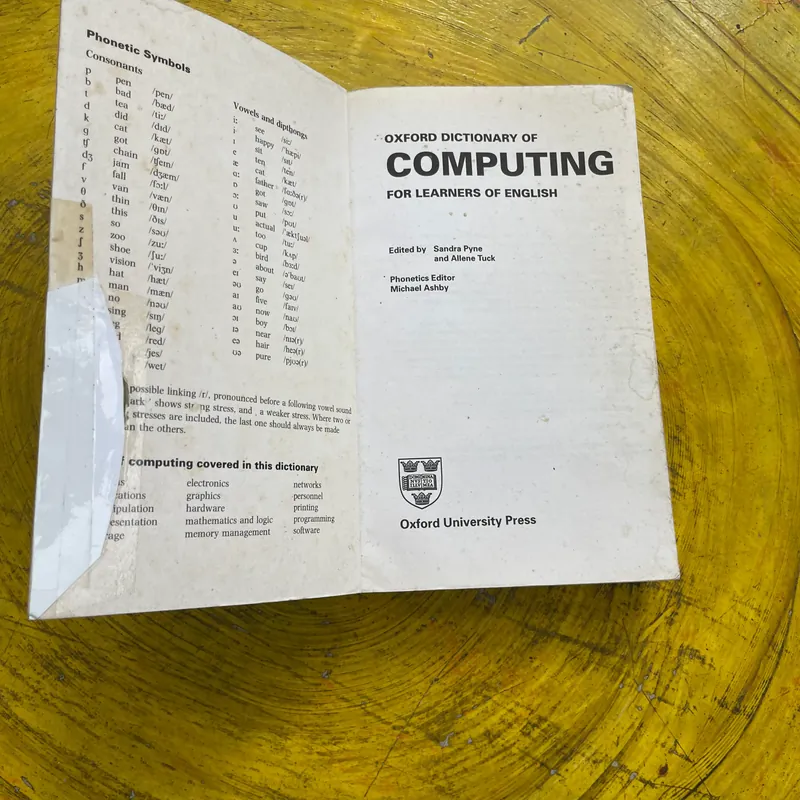 Phonetic Symbols
Consonants
p pen /pen/
b bad /bæd/
t tea /tiː/
d did /dɪd/
k cat /kæt/
g got /gɒt/
tʃ chain /tʃeɪn/
dʒ jam /dʒæm/
f fall /fɔːl/
v van /væn/
θ thin /θɪn/
ð this /ðɪs/
s so /səʊ/
z zoo /zuː/
ʃ shoe /ʃuː/
ʒ vision /ˈvɪʒn/
h hat /hæt/
man /mæn/
no /nəʊ/
sing /sɪŋ/
/leg/
/red/
/jes/
/wet/
Vowels and dipthongs
iː see /siː/
i happy /ˈhæpi/
ɪ sit /sɪt/
e ten /ten/
æ cat /kæt/
ɑː father /ˈfɑːðə(r)/
ɒ got /gɒt/
ɔː saw /sɔː/
ʊ put /pʊt/
u actual /ˈæktʃuəl/
uː too /tuː/
ʌ cup /kʌp/
ɜː bird /bɜːd/
ə about /əˈbaʊt/
eɪ say /seɪ/
əʊ go /gəʊ/
aɪ five /faɪv/
aʊ now /naʊ/
ɔɪ boy /bɔɪ/
ɪə near /nɪə(r)/
eə hair /heə(r)/
ʊə pure /pjʊə(r)/
possible linking /r/, pronounced before a following vowel sound
ark ˈ shows strong stress, and ˌ a weaker stress. Where two or
stresses are included, the last one should always be made
an the others.
computing covered in this dictionary
electronics networks
ations graphics personnel
ipulation hardware printing
esentation mathematics and logic programming
age memory management software
OXFORD DICTIONARY OF
COMPUTING
FOR LEARNERS OF ENGLISH
Edited by Sandra Pyne
and Allene Tuck
Phonetics Editor
Michael Ashby
DOMIMINA
NVSTIO
ILLVMEA
Oxford University Press